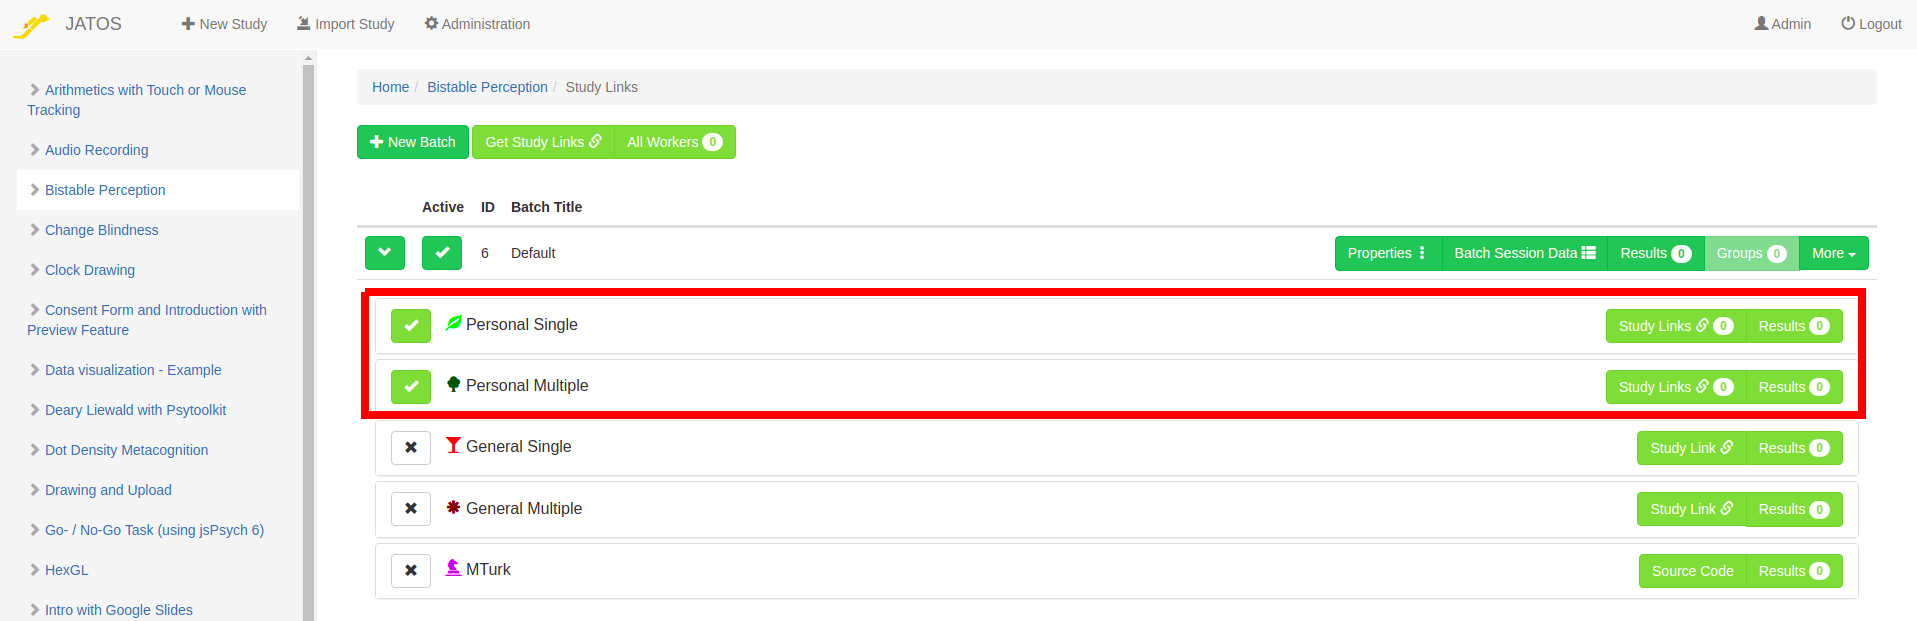 JATOS New Study Import Study Administration Admin Logout
Arithmetics with Touch or Mouse
Tracking
Audio Recording
Bistable Perception
Change Blindness
Clock Drawing
Consent Form and Introduction with
Preview Feature
Data visualization - Example
Deary Liewald with Psytoolkit
Dot Density Metacognition
Drawing and Upload
Go- / No-Go Task (using jsPsych 6)
HexGL
Intro with Google Slides
Home / Bistable Perception / Study Links
New Batch Get Study Links All Workers 0
Active ID Batch Title
6 Default Properties Batch Session Data Results 0 Groups 0 More
Personal Single Study Links 0 Results 0
Personal Multiple Study Links 0 Results 0
General Single Study Link Results 0
General Multiple Study Link Results 0
MTurk Source Code Results 0